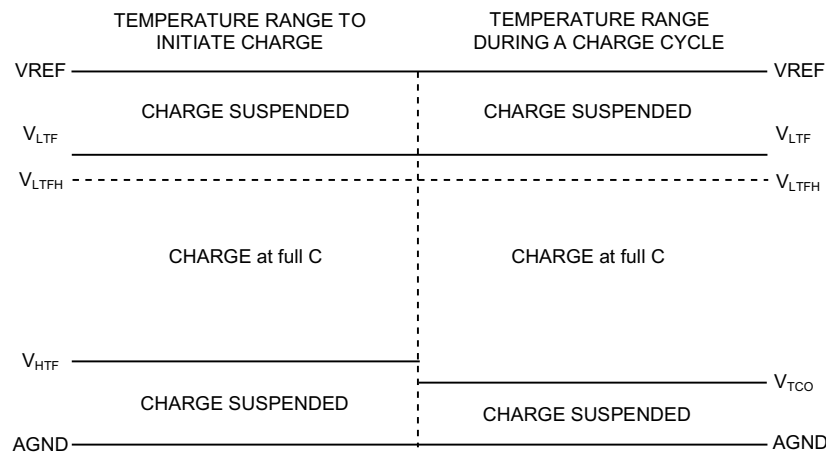 TEMPERATURE RANGE TO
INITIATE CHARGE
TEMPERATURE RANGE
DURING A CHARGE CYCLE
VREF
VREF
CHARGE SUSPENDED
CHARGE SUSPENDED
VLTF
VLTF
VLTFH
VLTFH
CHARGE at full C
CHARGE at full C
VHTF
VTCO
CHARGE SUSPENDED
CHARGE SUSPENDED
AGND
AGND